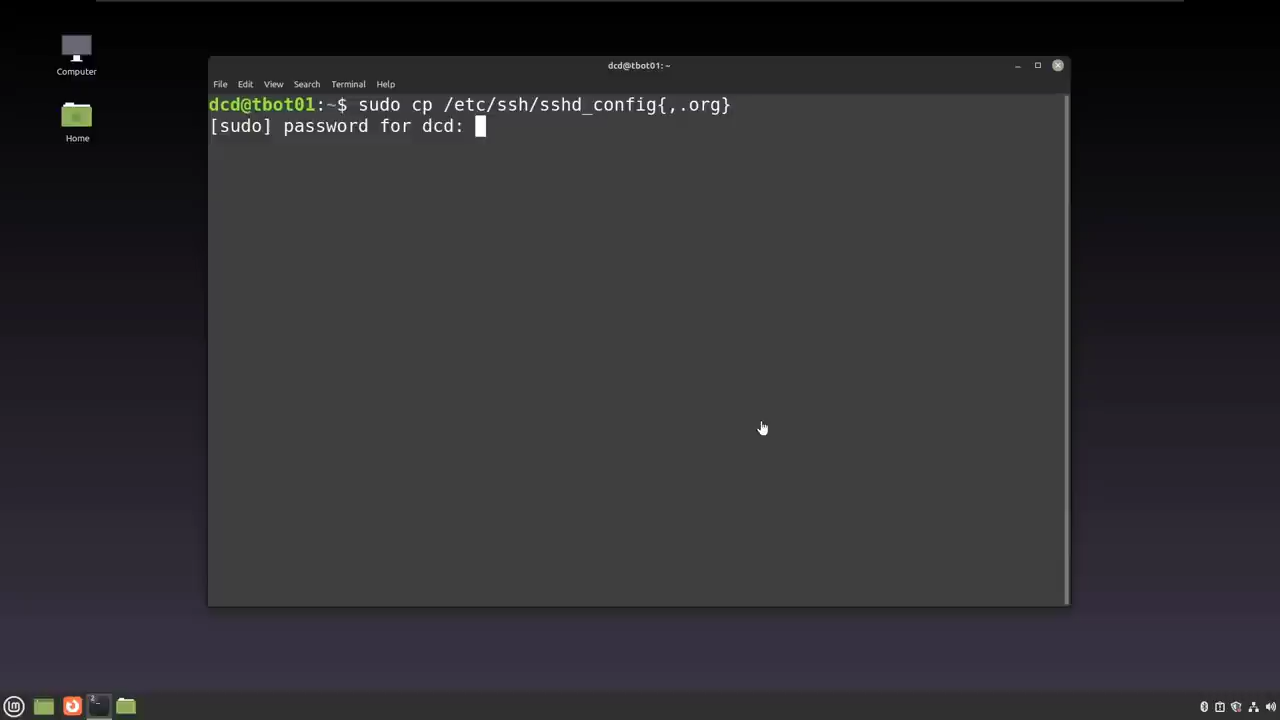 dcd@tbot01: ~
File Edit View Search Terminal Help
Computer
dcd@tbot01:~$ sudo cp /etc/ssh/sshd_config{,.org}
[sudo] password for dcd:
Home